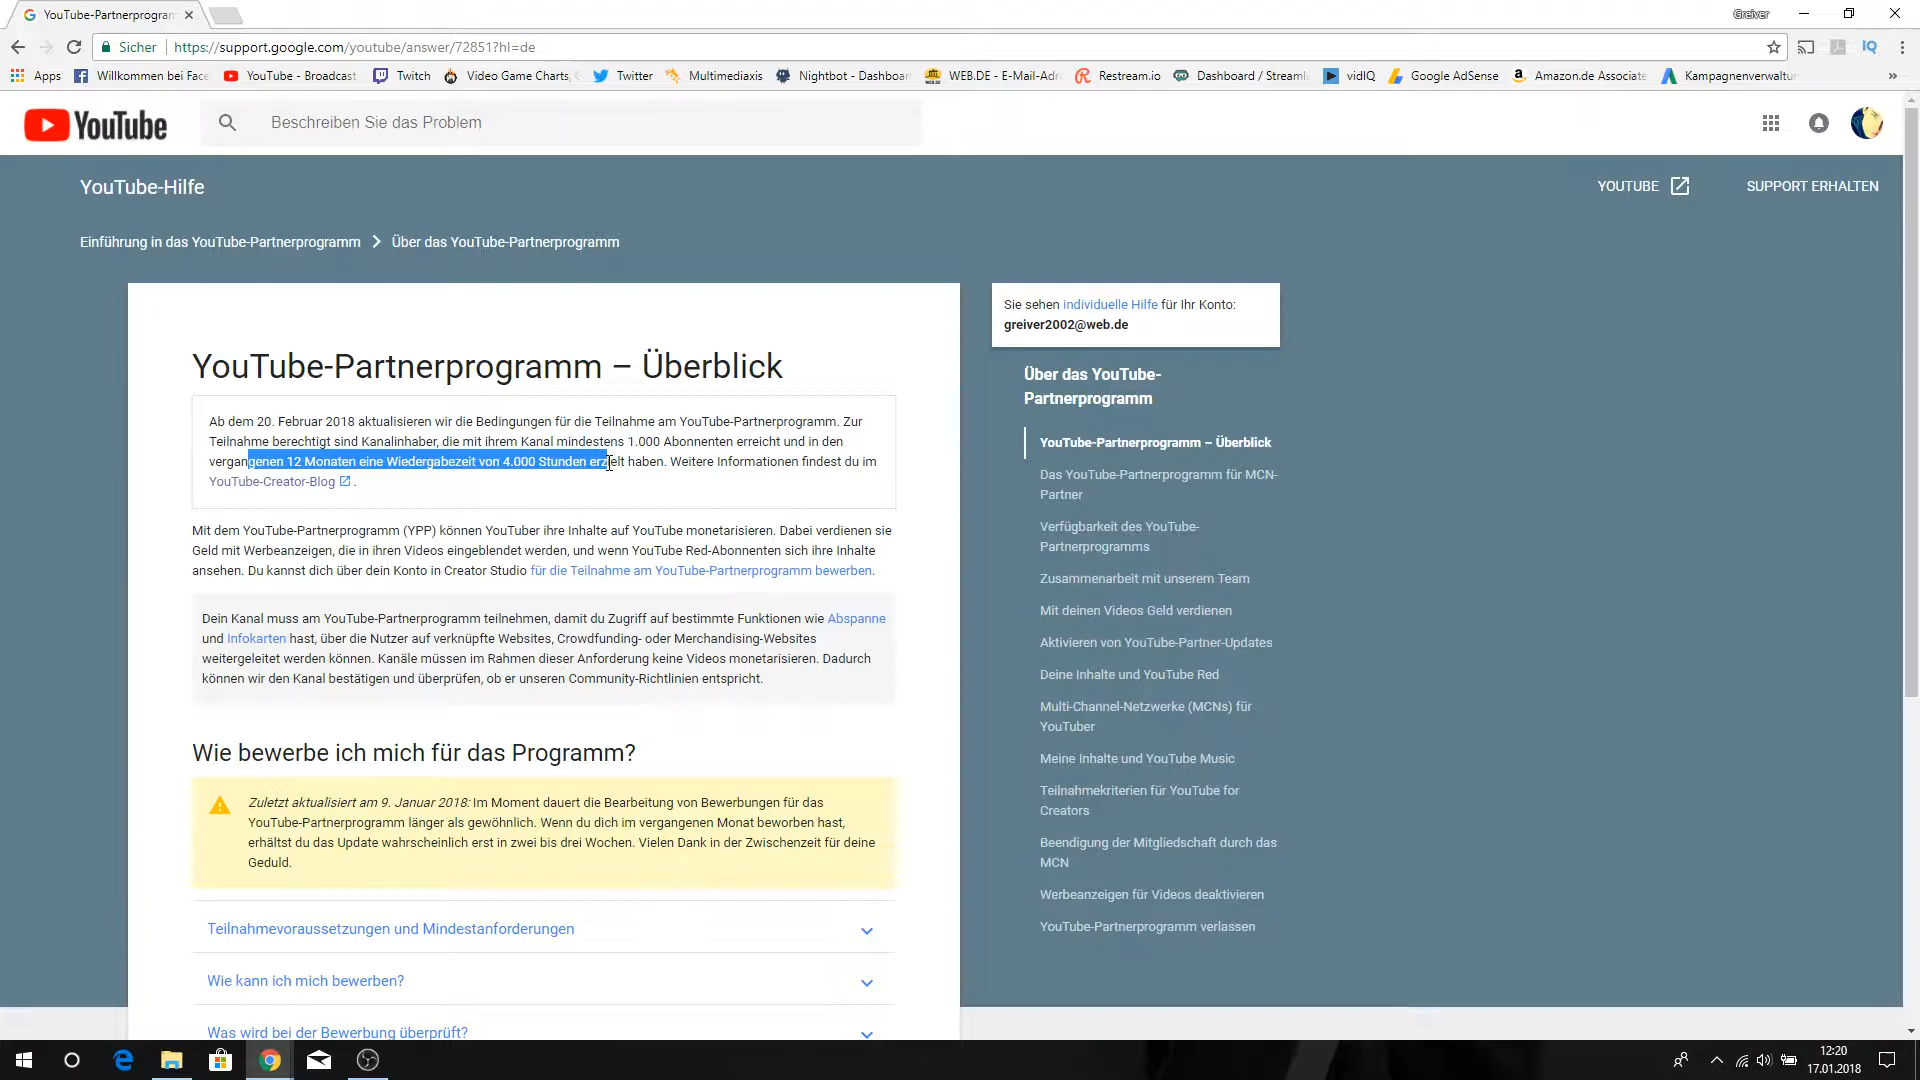 YouTube-Partnerprogram
Greiver
Sicher
https://support.google.com/youtube/answer/72851?hl=de
IQ
Apps
Willkommen bei Face
YouTube - Broadcast
Twitch
Video Game Charts,
Twitter
Multimediaxis
Nightbot - Dashboar
WEB.DE - E-Mail-Adr
Restream.io
Dashboard / Streaml
vidIQ
Google AdSense
Amazon.de Associate
Kampagnenverwaltun
YouTube
Beschreiben Sie das Problem
YouTube-Hilfe
YOUTUBE
SUPPORT ERHALTEN
Einführung in das YouTube-Partnerprogramm
Über das YouTube-Partnerprogramm
YouTube-Partnerprogramm – Überblick
Ab dem 20. Februar 2018 aktualisieren wir die Bedingungen für die Teilnahme am YouTube-Partnerprogramm. Zur
Teilnahme berechtigt sind Kanalinhaber, die mit ihrem Kanal mindestens 1.000 Abonnenten erreicht und in den
vergangenen 12 Monaten eine Wiedergabezeit von 4.000 Stunden erzielt haben. Weitere Informationen findest du im
YouTube-Creator-Blog .
Mit dem YouTube-Partnerprogramm (YPP) können YouTuber ihre Inhalte auf YouTube monetarisieren. Dabei verdienen sie
Geld mit Werbeanzeigen, die in ihren Videos eingeblendet werden, und wenn YouTube Red-Abonnenten sich ihre Inhalte
ansehen. Du kannst dich über dein Konto in Creator Studio für die Teilnahme am YouTube-Partnerprogramm bewerben.
Dein Kanal muss am YouTube-Partnerprogramm teilnehmen, damit du Zugriff auf bestimmte Funktionen wie Abspanne
und Infokarten hast, über die Nutzer auf verknüpfte Websites, Crowdfunding- oder Merchandising-Websites
weitergeleitet werden können. Kanäle müssen im Rahmen dieser Anforderung keine Videos monetarisieren. Dadurch
können wir den Kanal bestätigen und überprüfen, ob er unseren Community-Richtlinien entspricht.
Wie bewerbe ich mich für das Programm?
Zuletzt aktualisiert am 9. Januar 2018: Im Moment dauert die Bearbeitung von Bewerbungen für das
YouTube-Partnerprogramm länger als gewöhnlich. Wenn du dich im vergangenen Monat beworben hast,
erhältst du das Update wahrscheinlich erst in zwei bis drei Wochen. Vielen Dank in der Zwischenzeit für deine
Geduld.
Teilnahmevoraussetzungen und Mindestanforderungen
Wie kann ich mich bewerben?
Was wird bei der Bewerbung überprüft?
Sie sehen individuelle Hilfe für Ihr Konto:
greiver2002@web.de
Über das YouTube-
Partnerprogramm
YouTube-Partnerprogramm – Überblick
Das YouTube-Partnerprogramm für MCN-
Partner
Verfügbarkeit des YouTube-
Partnerprogramms
Zusammenarbeit mit unserem Team
Mit deinen Videos Geld verdienen
Aktivieren von YouTube-Partner-Updates
Deine Inhalte und YouTube Red
Multi-Channel-Netzwerke (MCNs) für
YouTuber
Meine Inhalte und YouTube Music
Teilnahmekriterien für YouTube for
Creators
Beendigung der Mitgliedschaft durch das
MCN
Werbeanzeigen für Videos deaktivieren
YouTube-Partnerprogramm verlassen
12:20
17.01.2018